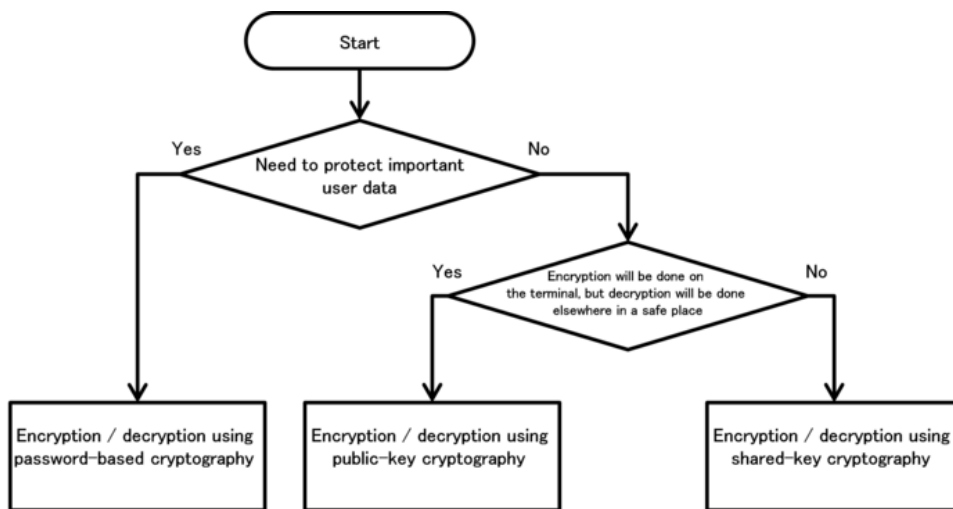 Start
Yes
No
Need to protect important
user data
Yes
No
Encryption will be done on
the terminal, but decryption will be done
elsewhere in a safe place
Encryption / decryption using
password-based cryptography
Encryption / decryption using
public-key cryptography
Encryption / decryption using
shared-key cryptography